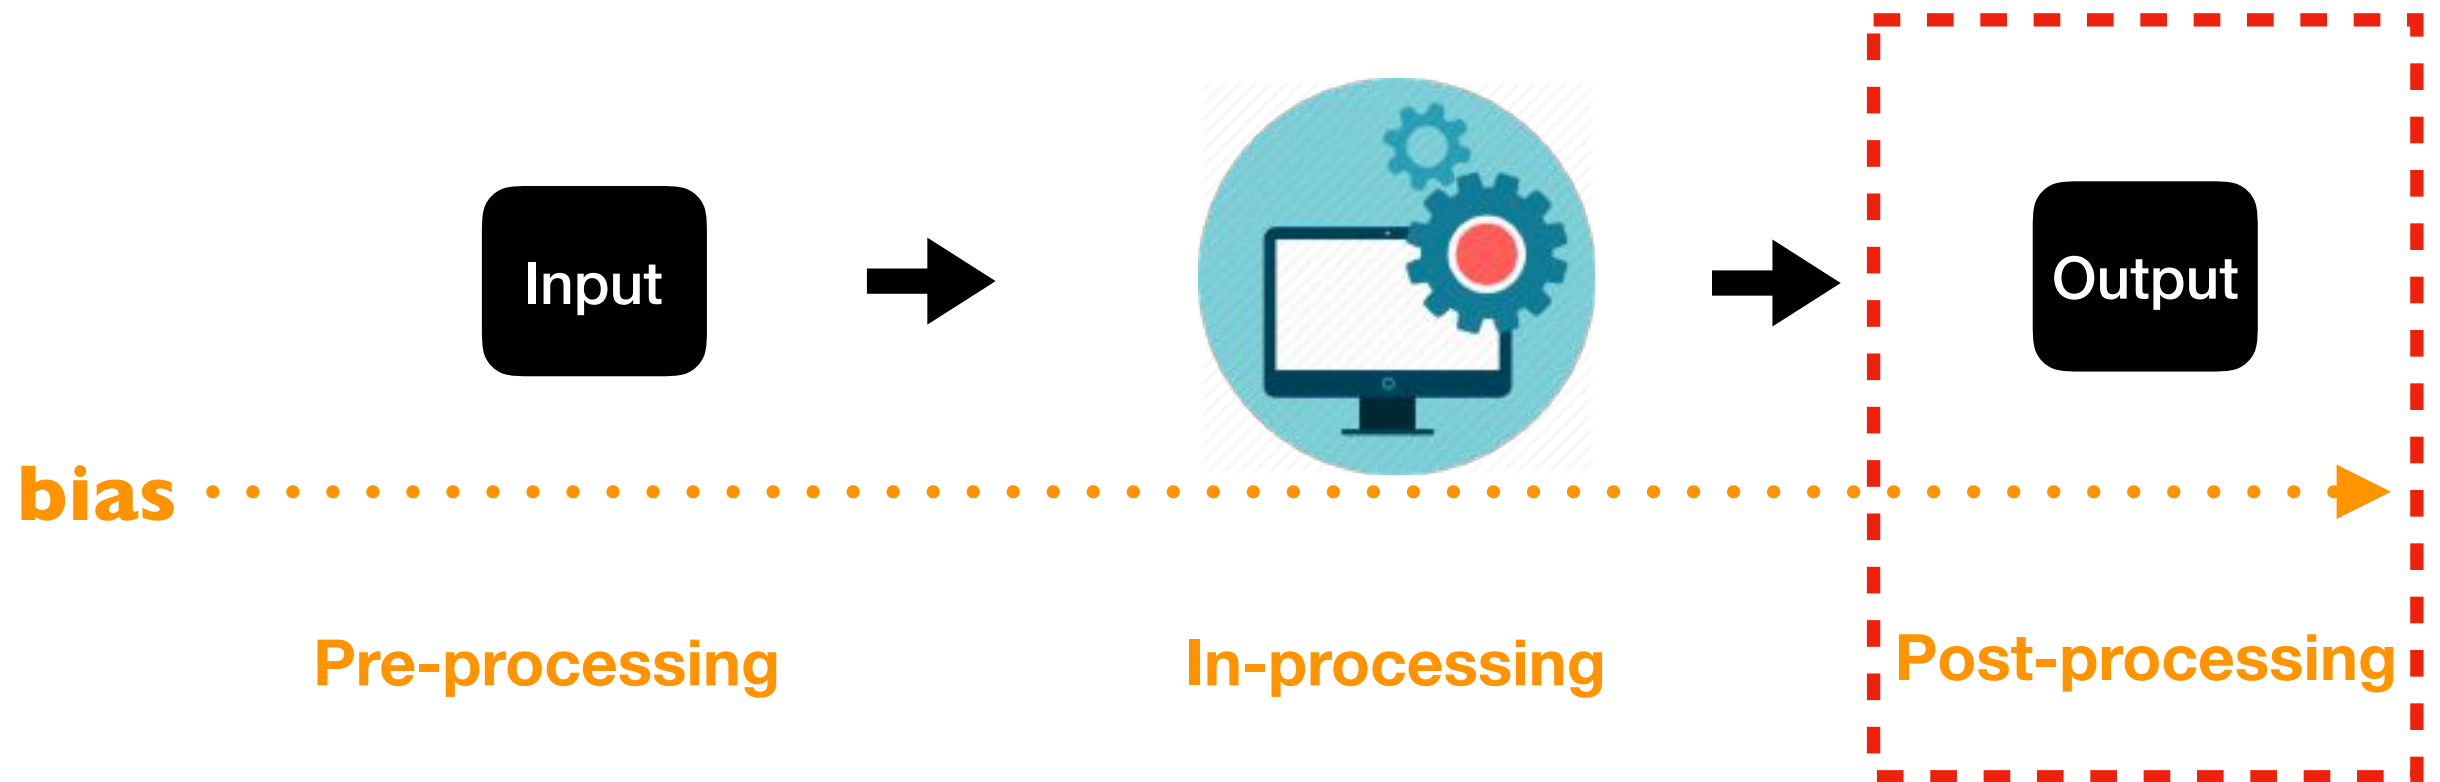 Input
Output
bias
Pre-processing
In-processing
Post-processing